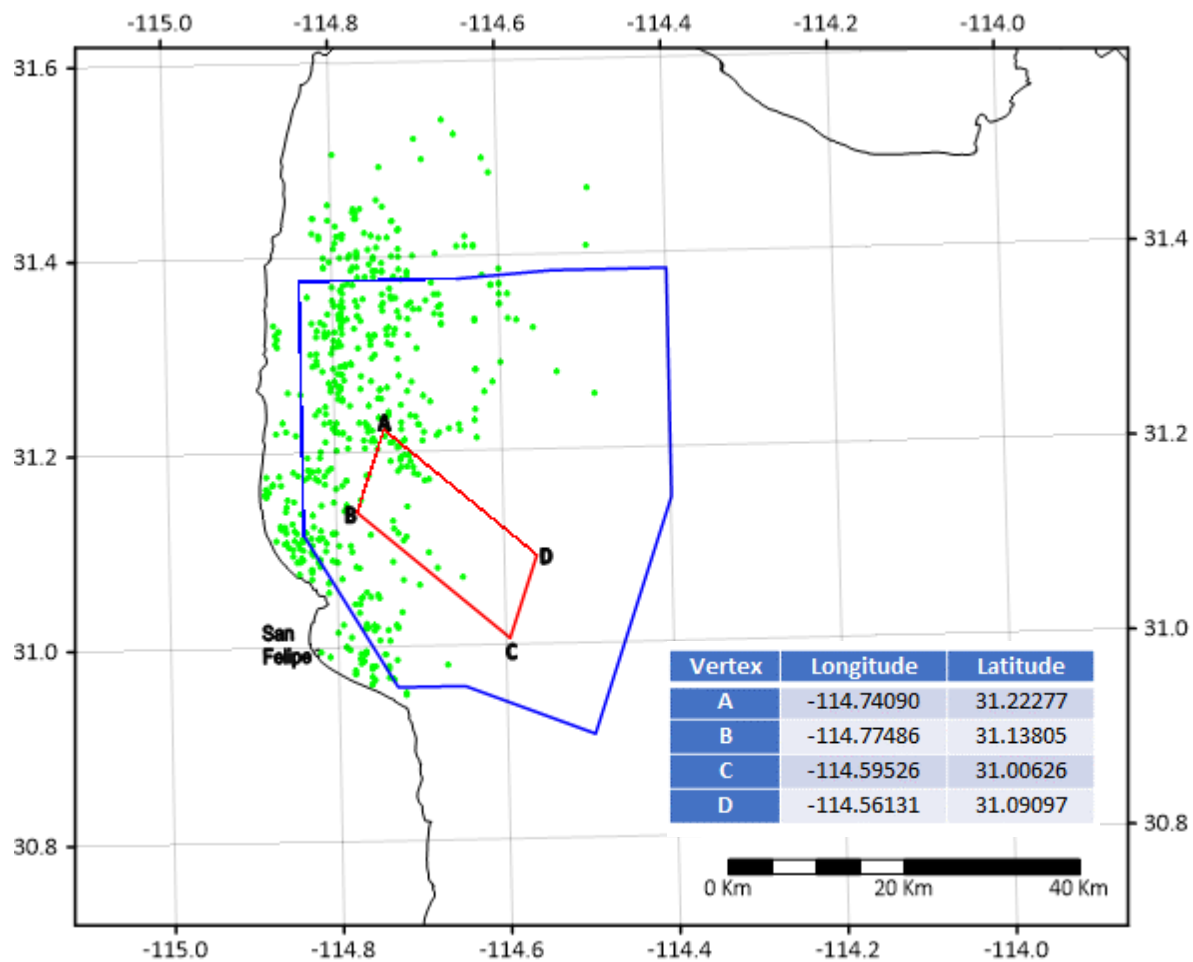 -115.0 -114.8 -114.6 -114.4 -114.2 -114.0
31.6
31.4 31.4
A
31.2 31.2
B
D
San
Felipe
31.0 31.0
C
Vertex Longitude Latitude
A -114.74090 31.22277
B -114.77486 31.13805
C -114.59526 31.00626
D -114.56131 31.09097
30.8 30.8
0 Km 20 Km 40 Km
-115.0 -114.8 -114.6 -114.4 -114.2 -114.0